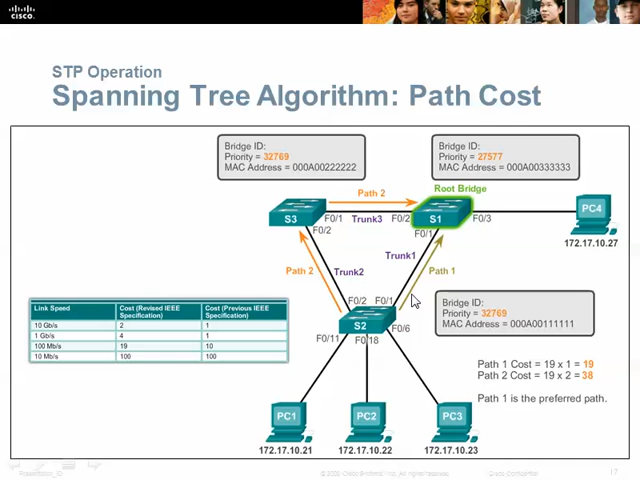 CISCO
STP Operation
Spanning Tree Algorithm: Path Cost
Bridge ID:
Priority = 32769
MAC Address = 000A00222222
Bridge ID:
Priority = 27577
MAC Address = 000A00333333
Root Bridge
Path 2
S3
F0/1
Trunk3
F0/2
S1
F0/3
PC4
F0/2
F0/1
172.17.10.27
Trunk1
Path 2
Trunk2
Path 1
Link Speed
Cost (Revised IEEE
Specification)
Cost (Previous IEEE
Specification)
10 Gb/s
2
1
1 Gb/s
4
1
100 Mb/s
19
10
10 Mb/s
100
100
F0/2
F0/1
S2
F0/11
F0/18
F0/6
Bridge ID:
Priority = 32769
MAC Address = 000A00111111
Path 1 Cost = 19 x 1 = 19
Path 2 Cost = 19 x 2 = 38
Path 1 is the preferred path.
PC1
PC2
PC3
172.17.10.21
172.17.10.22
172.17.10.23
Presentation_ID
Cisco Confidential
17